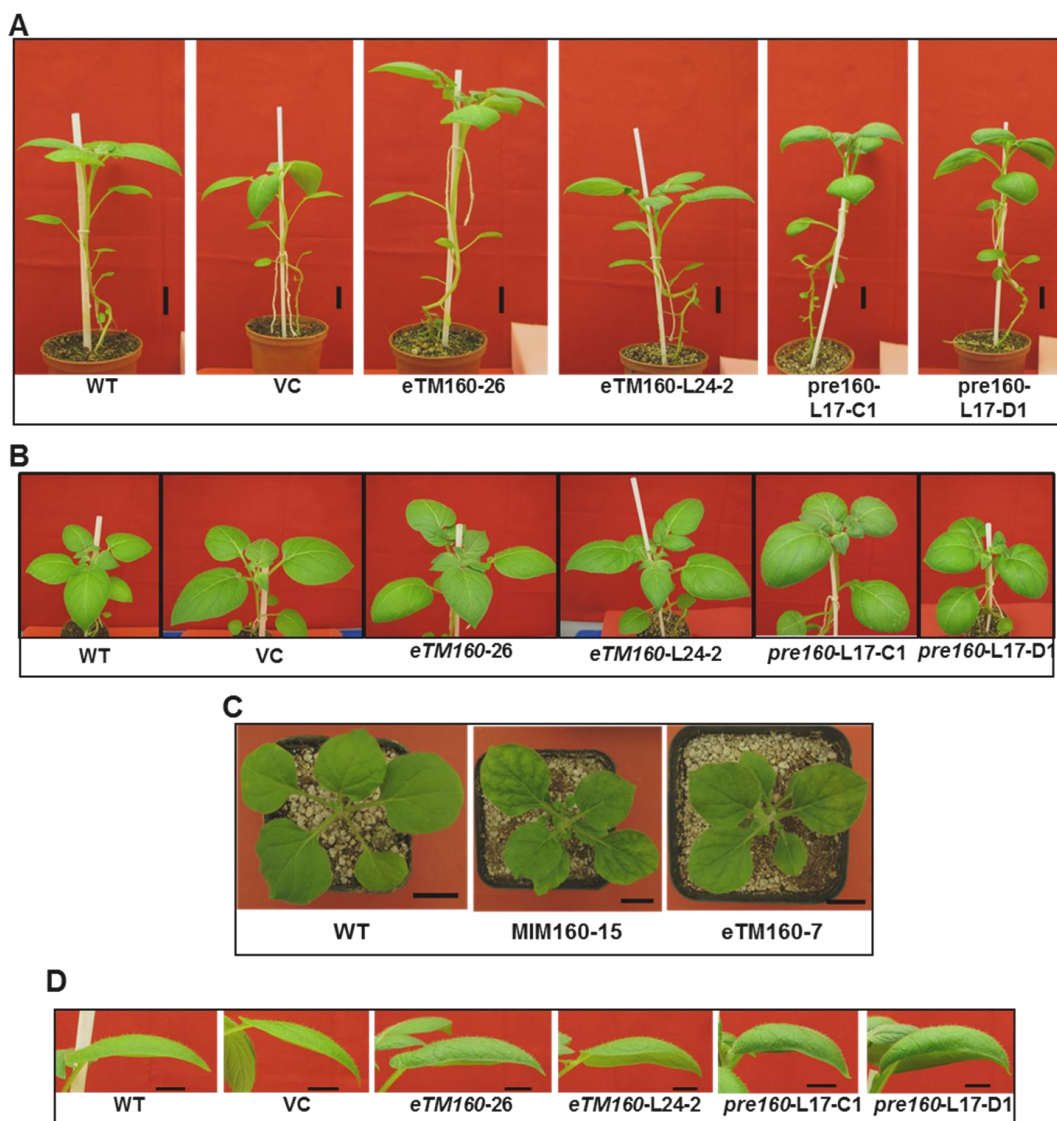 A
WT VC eTM160-26 eTM160-L24-2 pre160- pre160-
L17-C1 L17-D1
B
WT VC eTM160-26 eTM160-L24-2 pre160-L17-C1 pre160-L17-D1
C
WT MIM160-15 eTM160-7
D
WT VC eTM160-26 eTM160-L24-2 pre160-L17-C1 pre160-L17-D1